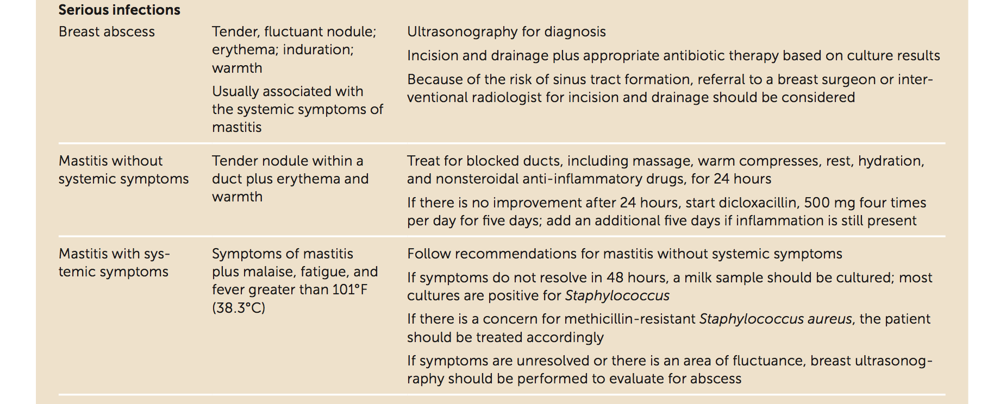 Serious infections
Breast abscess
Tender, fluctuant nodule;
erythema; induration;
warmth
Usually associated with
the systemic symptoms of
mastitis
Ultrasonography for diagnosis
Incision and drainage plus appropriate antibiotic therapy based on culture results
Because of the risk of sinus tract formation, referral to a breast surgeon or inter-
ventional radiologist for incision and drainage should be considered
Mastitis without
systemic symptoms
Tender nodule within a
duct plus erythema and
warmth
Treat for blocked ducts, including massage, warm compresses, rest, hydration,
and nonsteroidal anti-inflammatory drugs, for 24 hours
If there is no improvement after 24 hours, start dicloxacillin, 500 mg four times
per day for five days; add an additional five days if inflammation is still present
Mastitis with sys-
temic symptoms
Symptoms of mastitis
plus malaise, fatigue, and
fever greater than 101°F
(38.3°C)
Follow recommendations for mastitis without systemic symptoms
If symptoms do not resolve in 48 hours, a milk sample should be cultured; most
cultures are positive for Staphylococcus
If there is a concern for methicillin-resistant Staphylococcus aureus, the patient
should be treated accordingly
If symptoms are unresolved or there is an area of fluctuance, breast ultrasonog-
raphy should be performed to evaluate for abscess